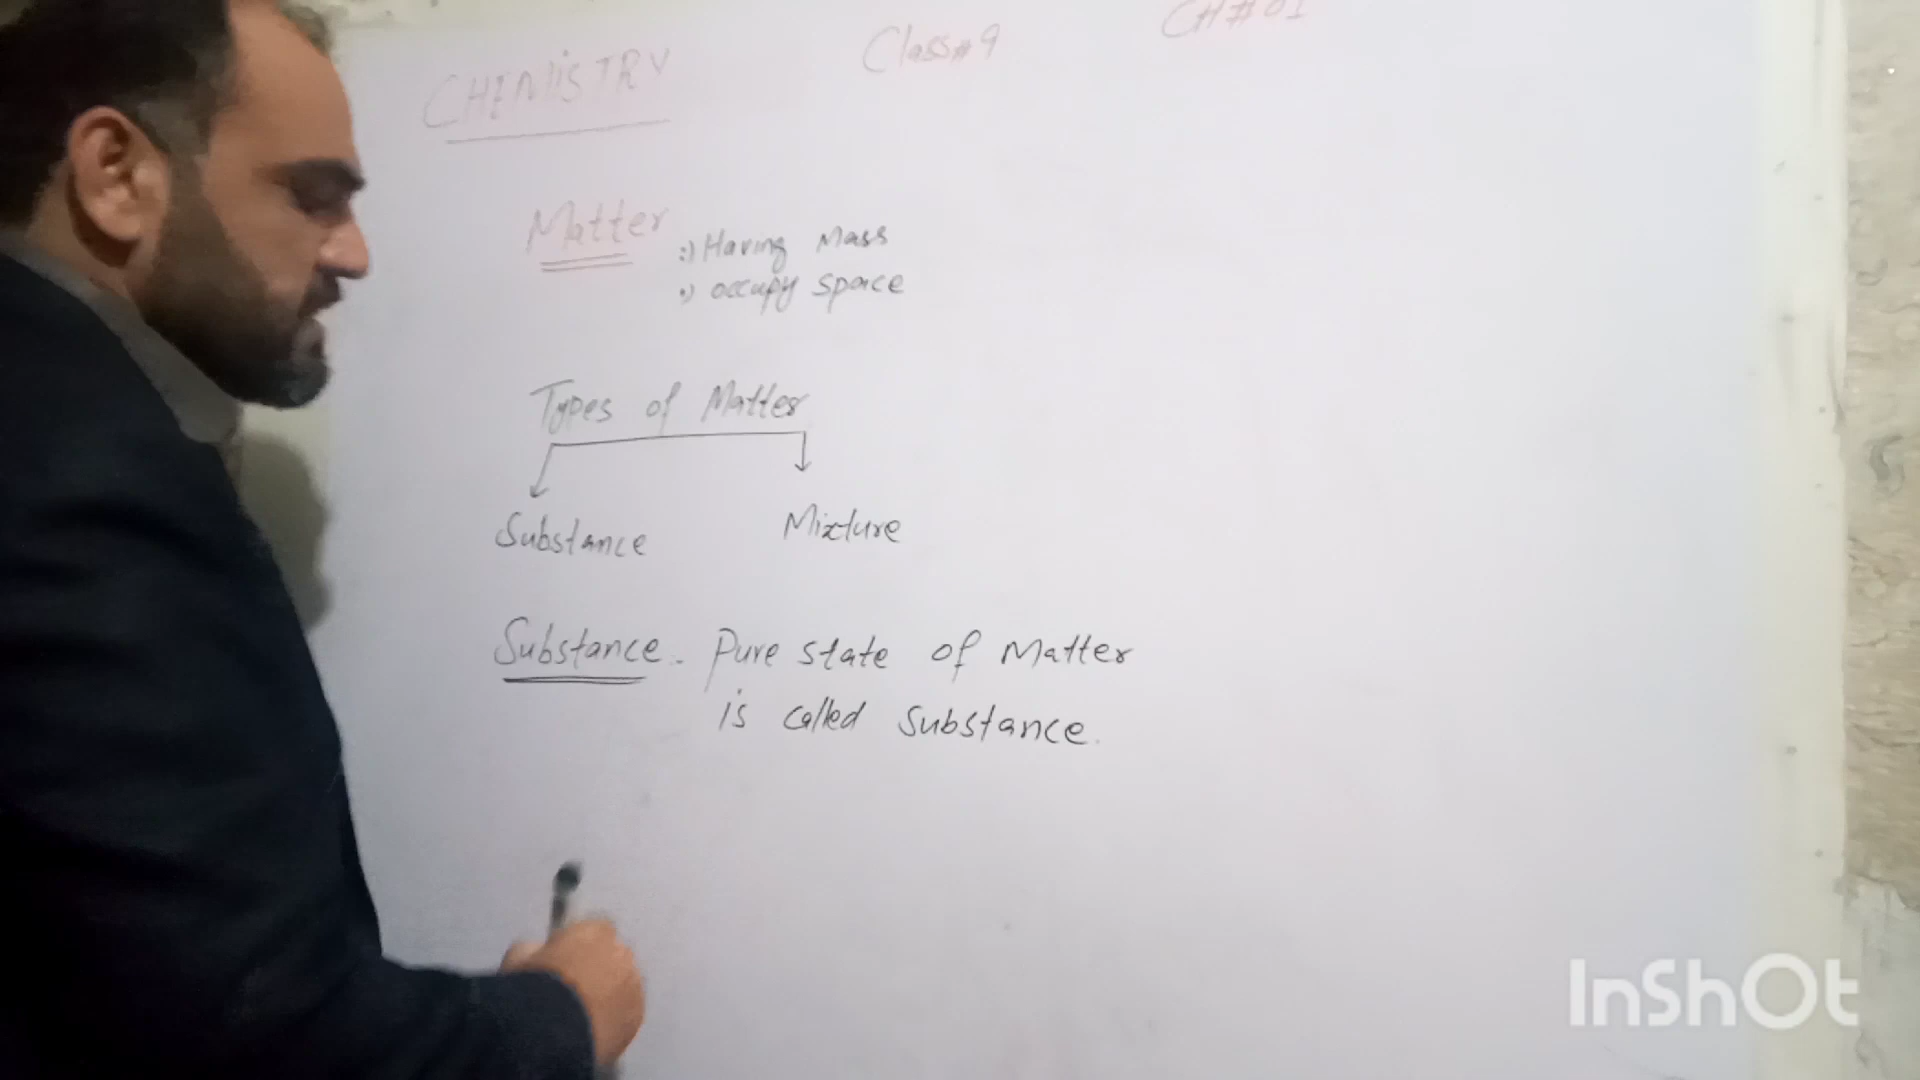 CHEMISTRY Class#9 CH#01
Matter
:) Having Mass
•) occupy space
Types of Matter
Substance Mixture
Substance:- Pure state of Matter
is called substance.
InShOt